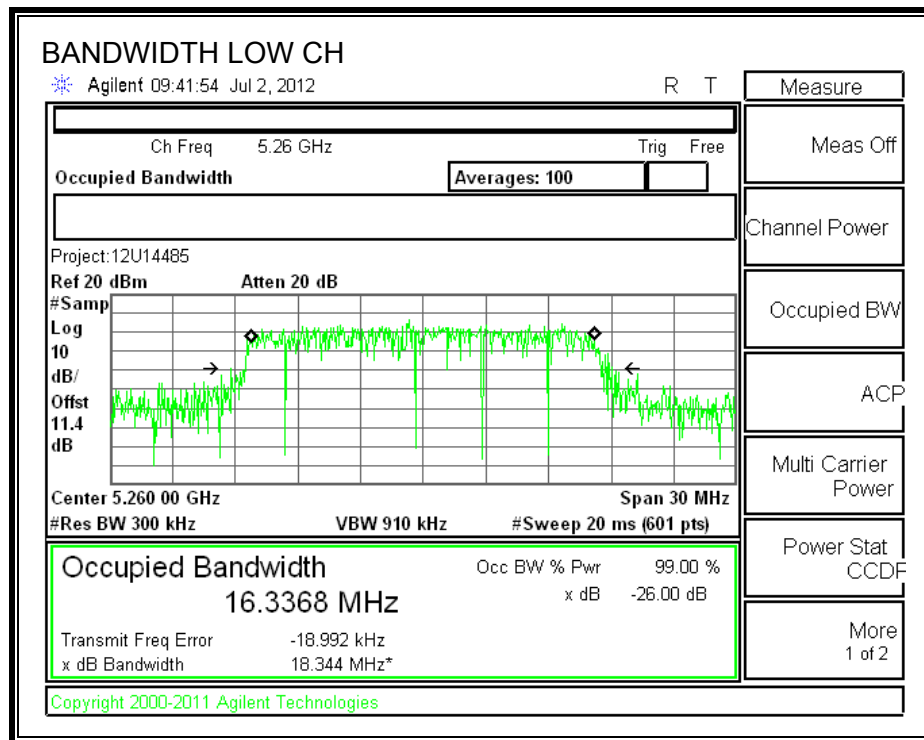 BANDWIDTH LOW CH
Agilent 09:41:54 Jul 2, 2012 R T
Measure
Ch Freq 5.26 GHz Trig Free
Meas Off
Occupied Bandwidth Averages: 100
Channel Power
Project:12U14485
Ref 20 dBm Atten 20 dB
#Samp
Log
10
dB/
Offst
11.4
dB
Occupied BW
ACP
Multi Carrier
Power
Center 5.260 00 GHz Span 30 MHz
#Res BW 300 kHz VBW 910 kHz #Sweep 20 ms (601 pts)
Power Stat
CCDF
Occupied Bandwidth Occ BW % Pwr 99.00 %
16.3368 MHz x dB -26.00 dB
Transmit Freq Error -18.992 kHz
x dB Bandwidth 18.344 MHz*
More
1 of 2
Copyright 2000-2011 Agilent Technologies